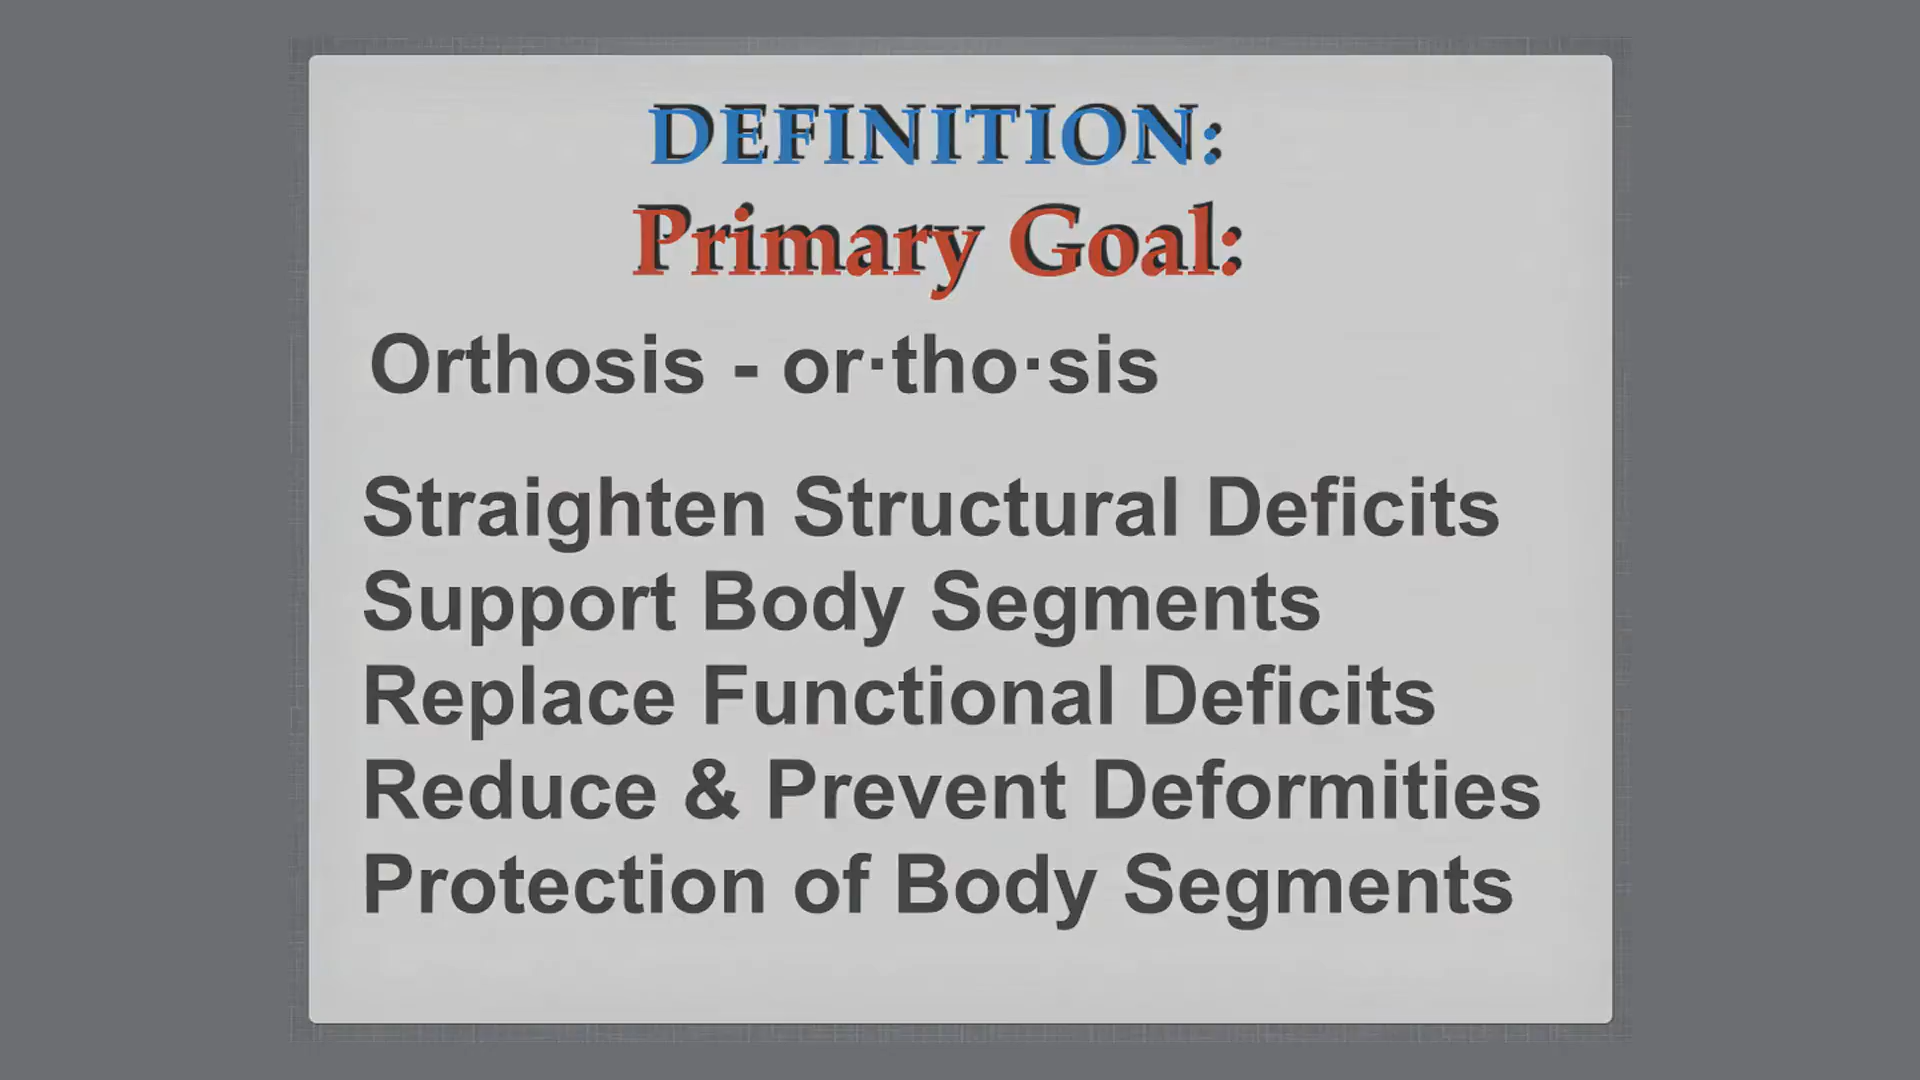 DEFINITION:
Primary Goal:
Orthosis - or·tho·sis
Straighten Structural Deficits
Support Body Segments
Replace Functional Deficits
Reduce & Prevent Deformities
Protection of Body Segments